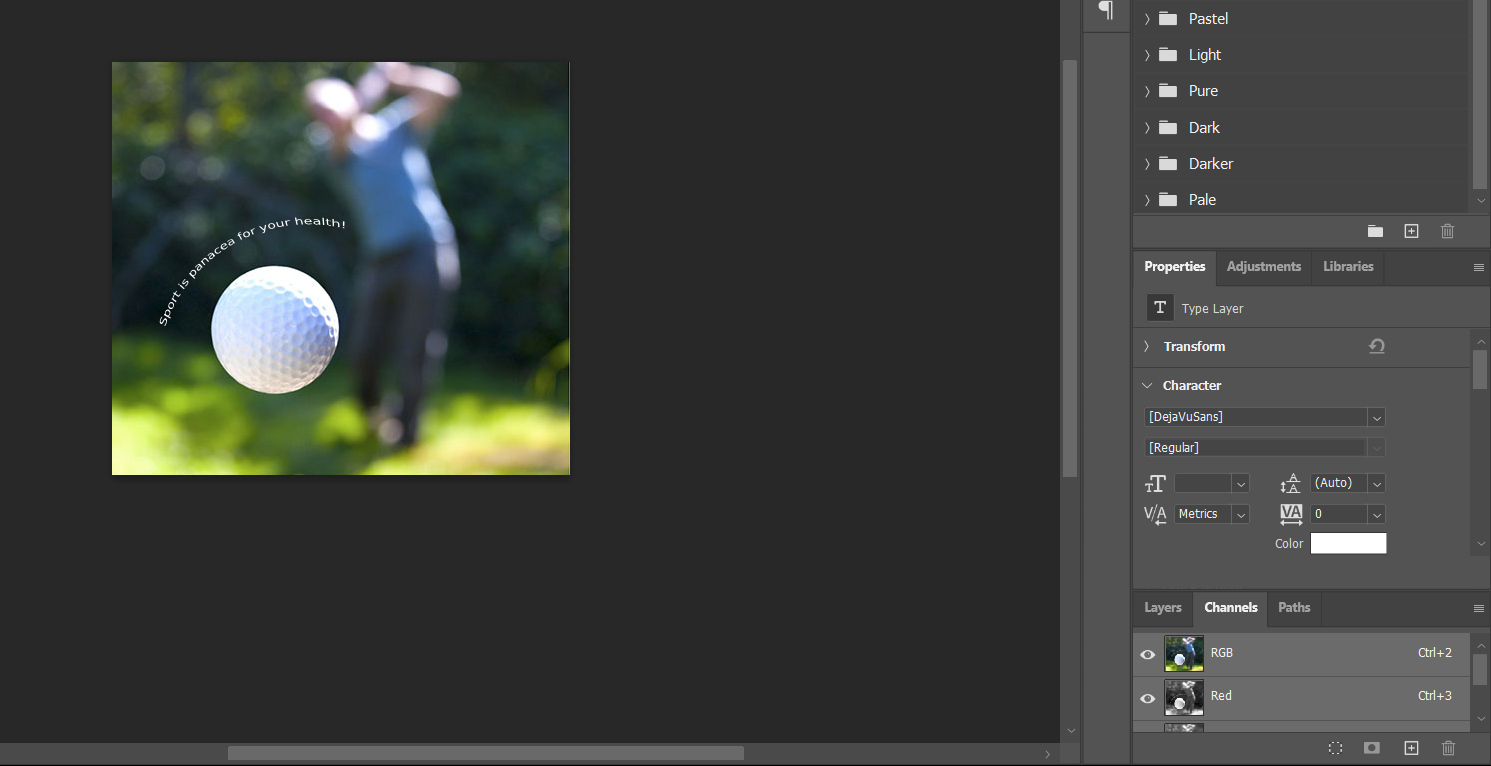 Pastel
Light
Pure
Dark
Darker
Pale
Sport is panacea for your health!
Properties Adjustments Libraries
T Type Layer
Transform
Character
[DejaVuSans]
[Regular]
(Auto)
Metrics 0
Color
Layers Channels Paths
RGB Ctrl+2
Red Ctrl+3